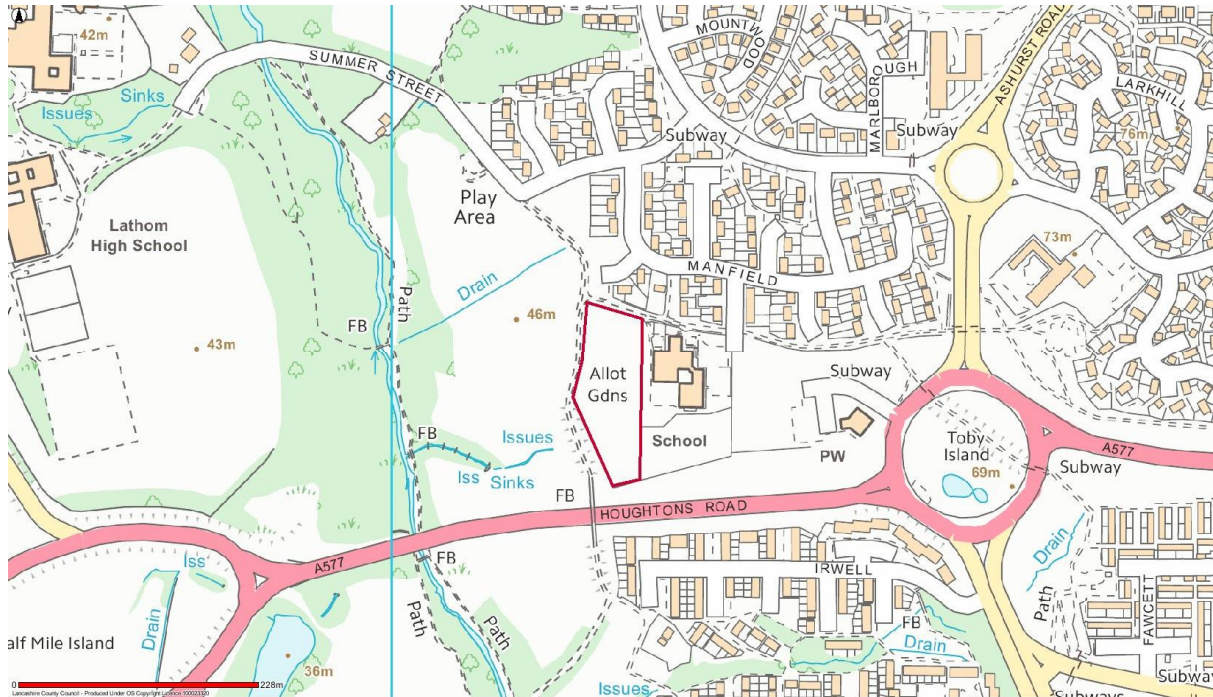 42m
Issues
Sinks
SUMMER STREET
MOUNTWOOD
MARLBORO
UGH
ASHURST ROAD
LARKHILL
76m
Subway
Subway
Play
Area
Lathom
High School
Path
Drain
FB
46m
43m
MANFIELD
73m
Allot
Gdns
Subway
School
PW
Toby
Island
69m
A577
Subway
FB
Issues
Iss
Sinks
FB
HOUGHTONS ROAD
A577
FB
Iss
Drain
alf Mile Island
36m
Path
Path
IRWELL
FB
Drain
Drain
Path
FAWCET
Issues
Subways
Subway
0
228m
Lancashire County Council - Produced Under OS Copyright Licence 100023320